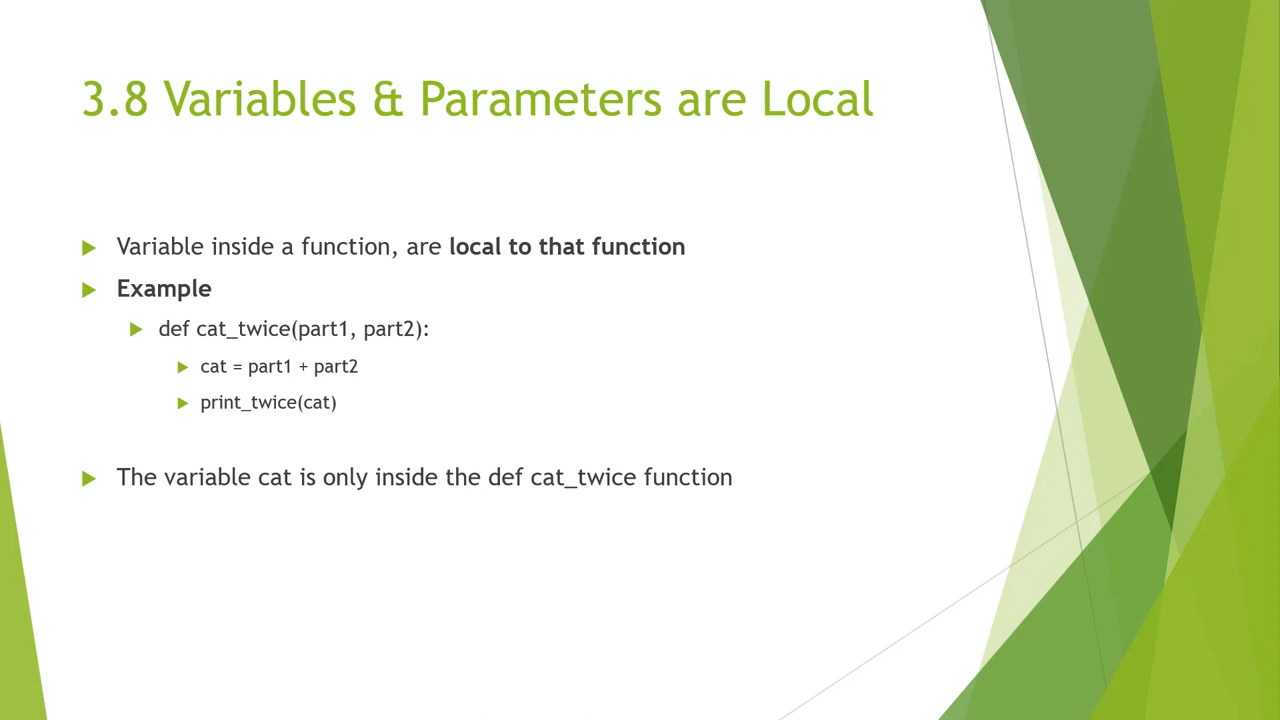 3.8 Variables & Parameters are Local
Variable inside a function, are local to that function
Example
def cat_twice(part1, part2):
cat = part1 + part2
print_twice(cat)
The variable cat is only inside the def cat_twice function